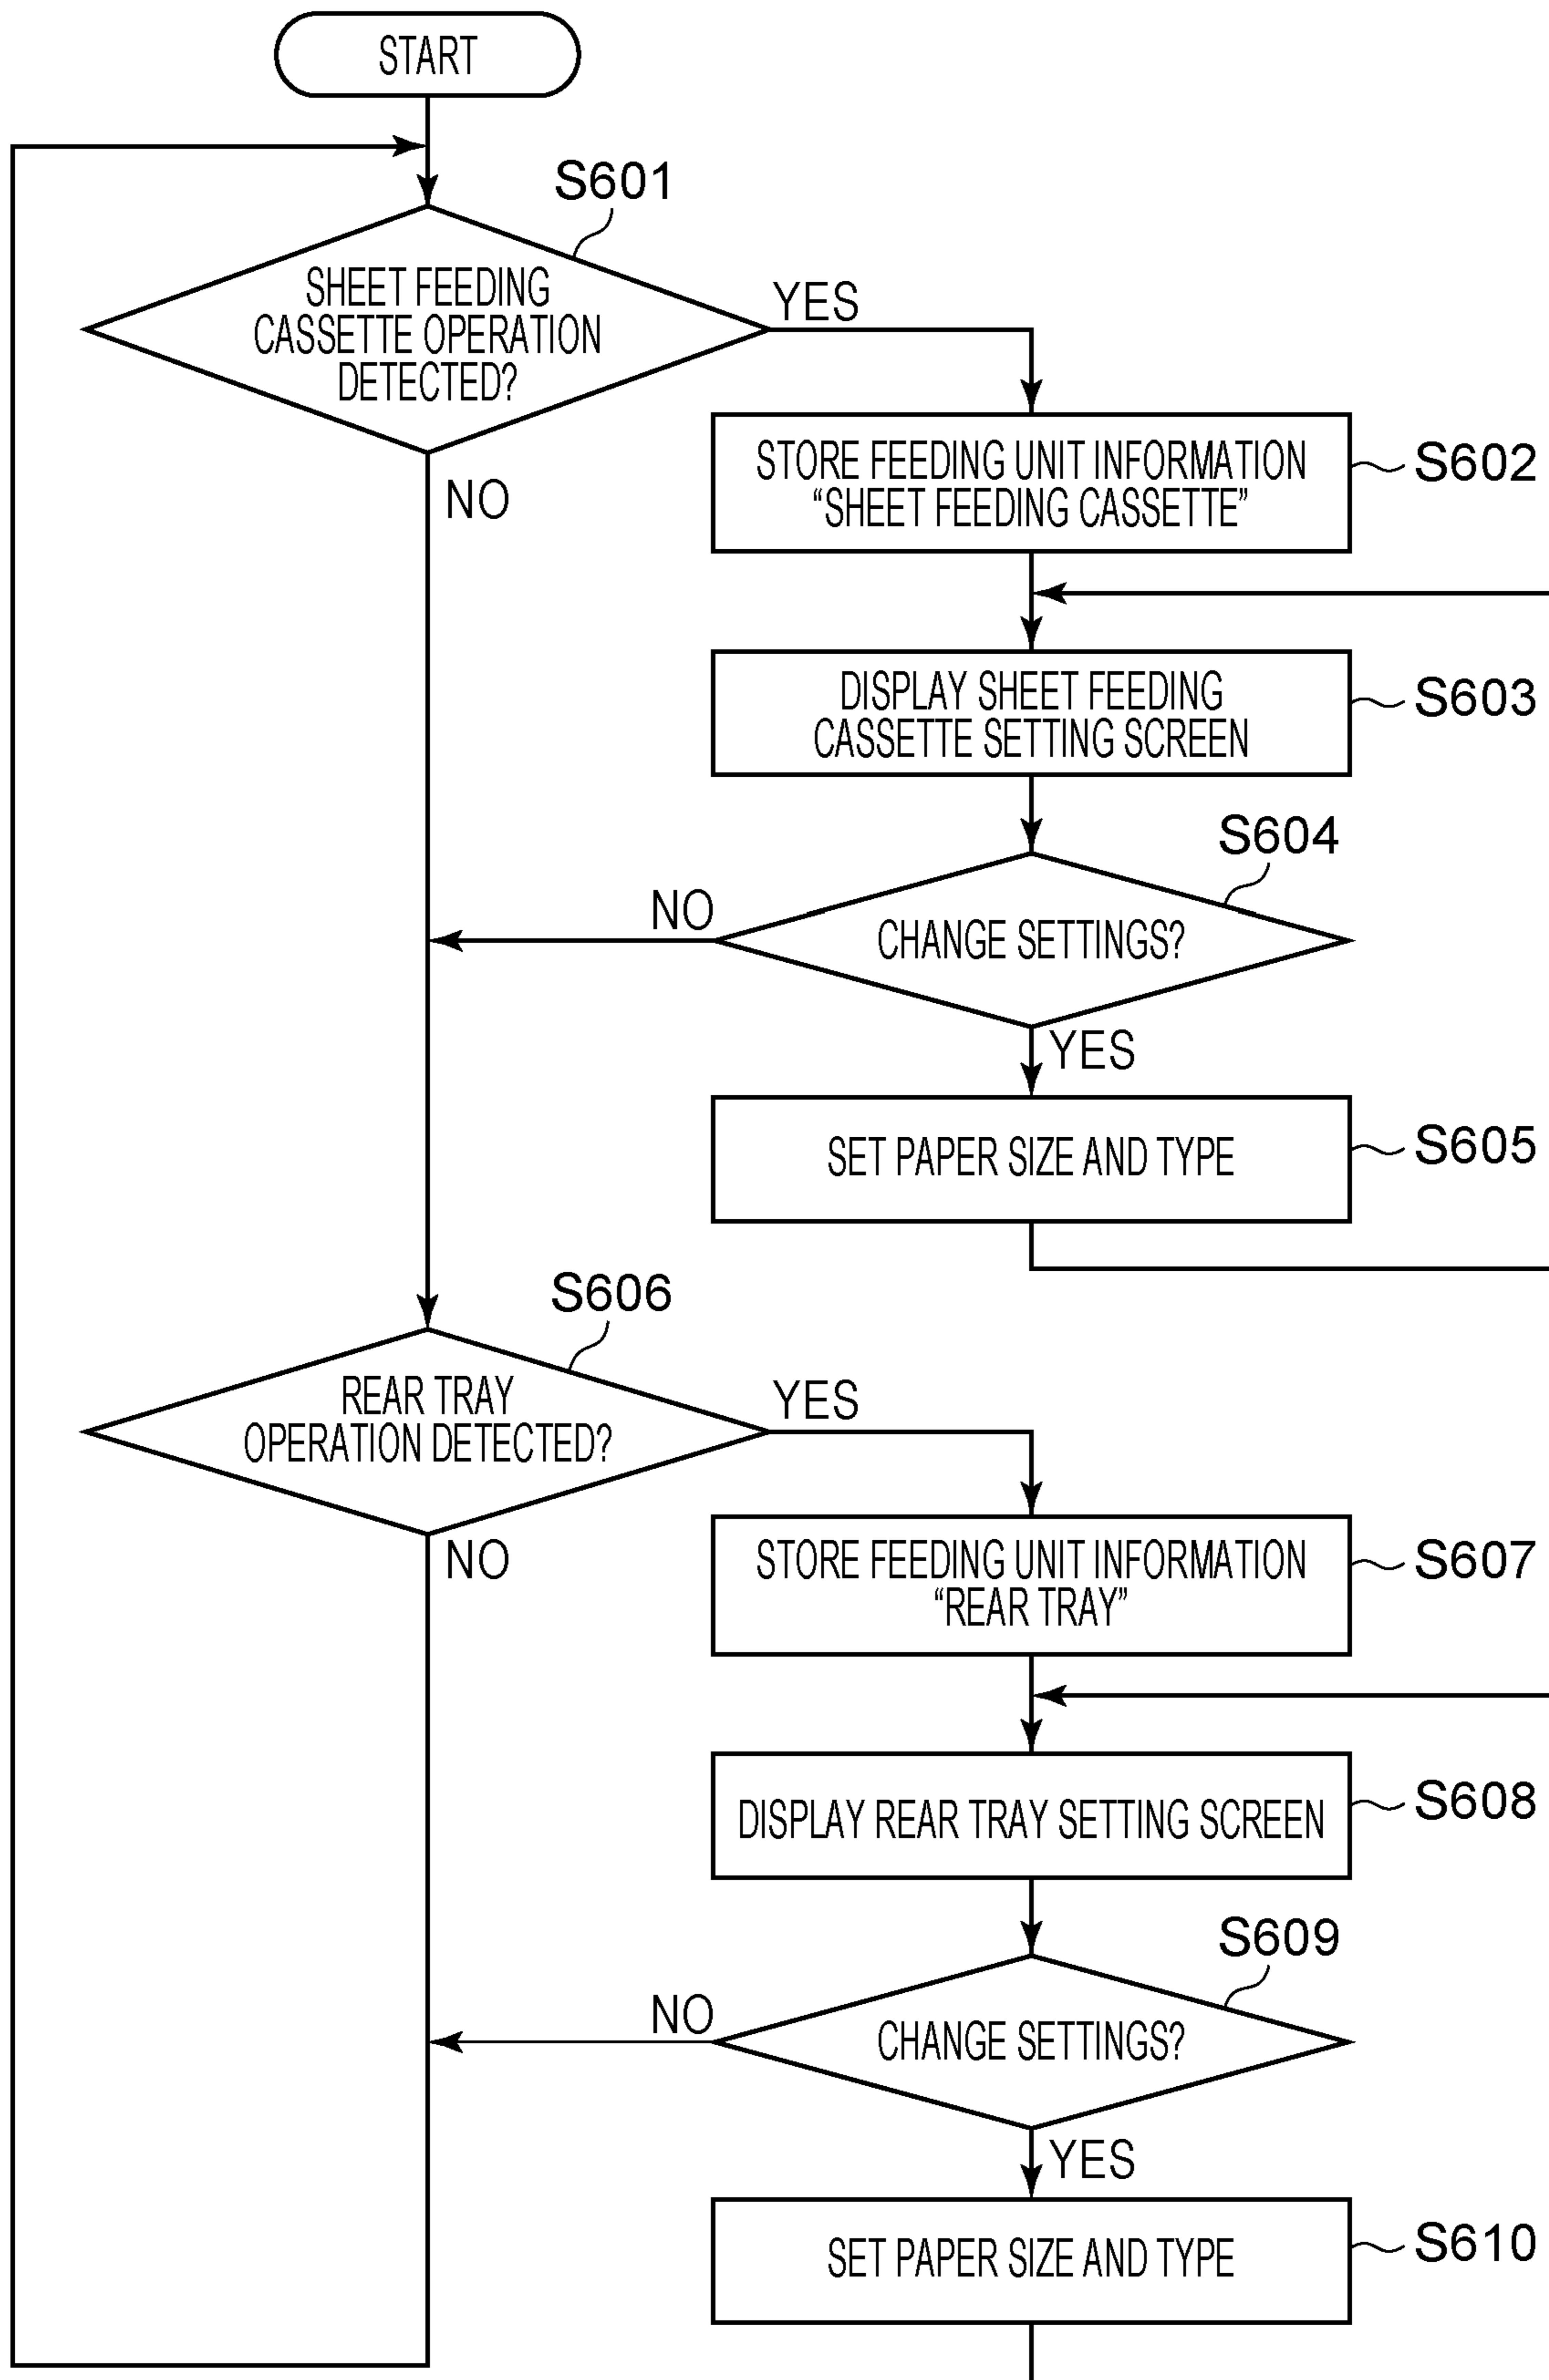 START
S601
SHEET FEEDING
CASSETTE OPERATION
DETECTED?
YES
NO
STORE FEEDING UNIT INFORMATION
“SHEET FEEDING CASSETTE”
S602
DISPLAY SHEET FEEDING
CASSETTE SETTING SCREEN
S603
S604
NO
CHANGE SETTINGS?
YES
SET PAPER SIZE AND TYPE
S605
S606
REAR TRAY
OPERATION DETECTED?
YES
NO
STORE FEEDING UNIT INFORMATION
“REAR TRAY”
S607
DISPLAY REAR TRAY SETTING SCREEN
S608
S609
NO
CHANGE SETTINGS?
YES
SET PAPER SIZE AND TYPE
S610